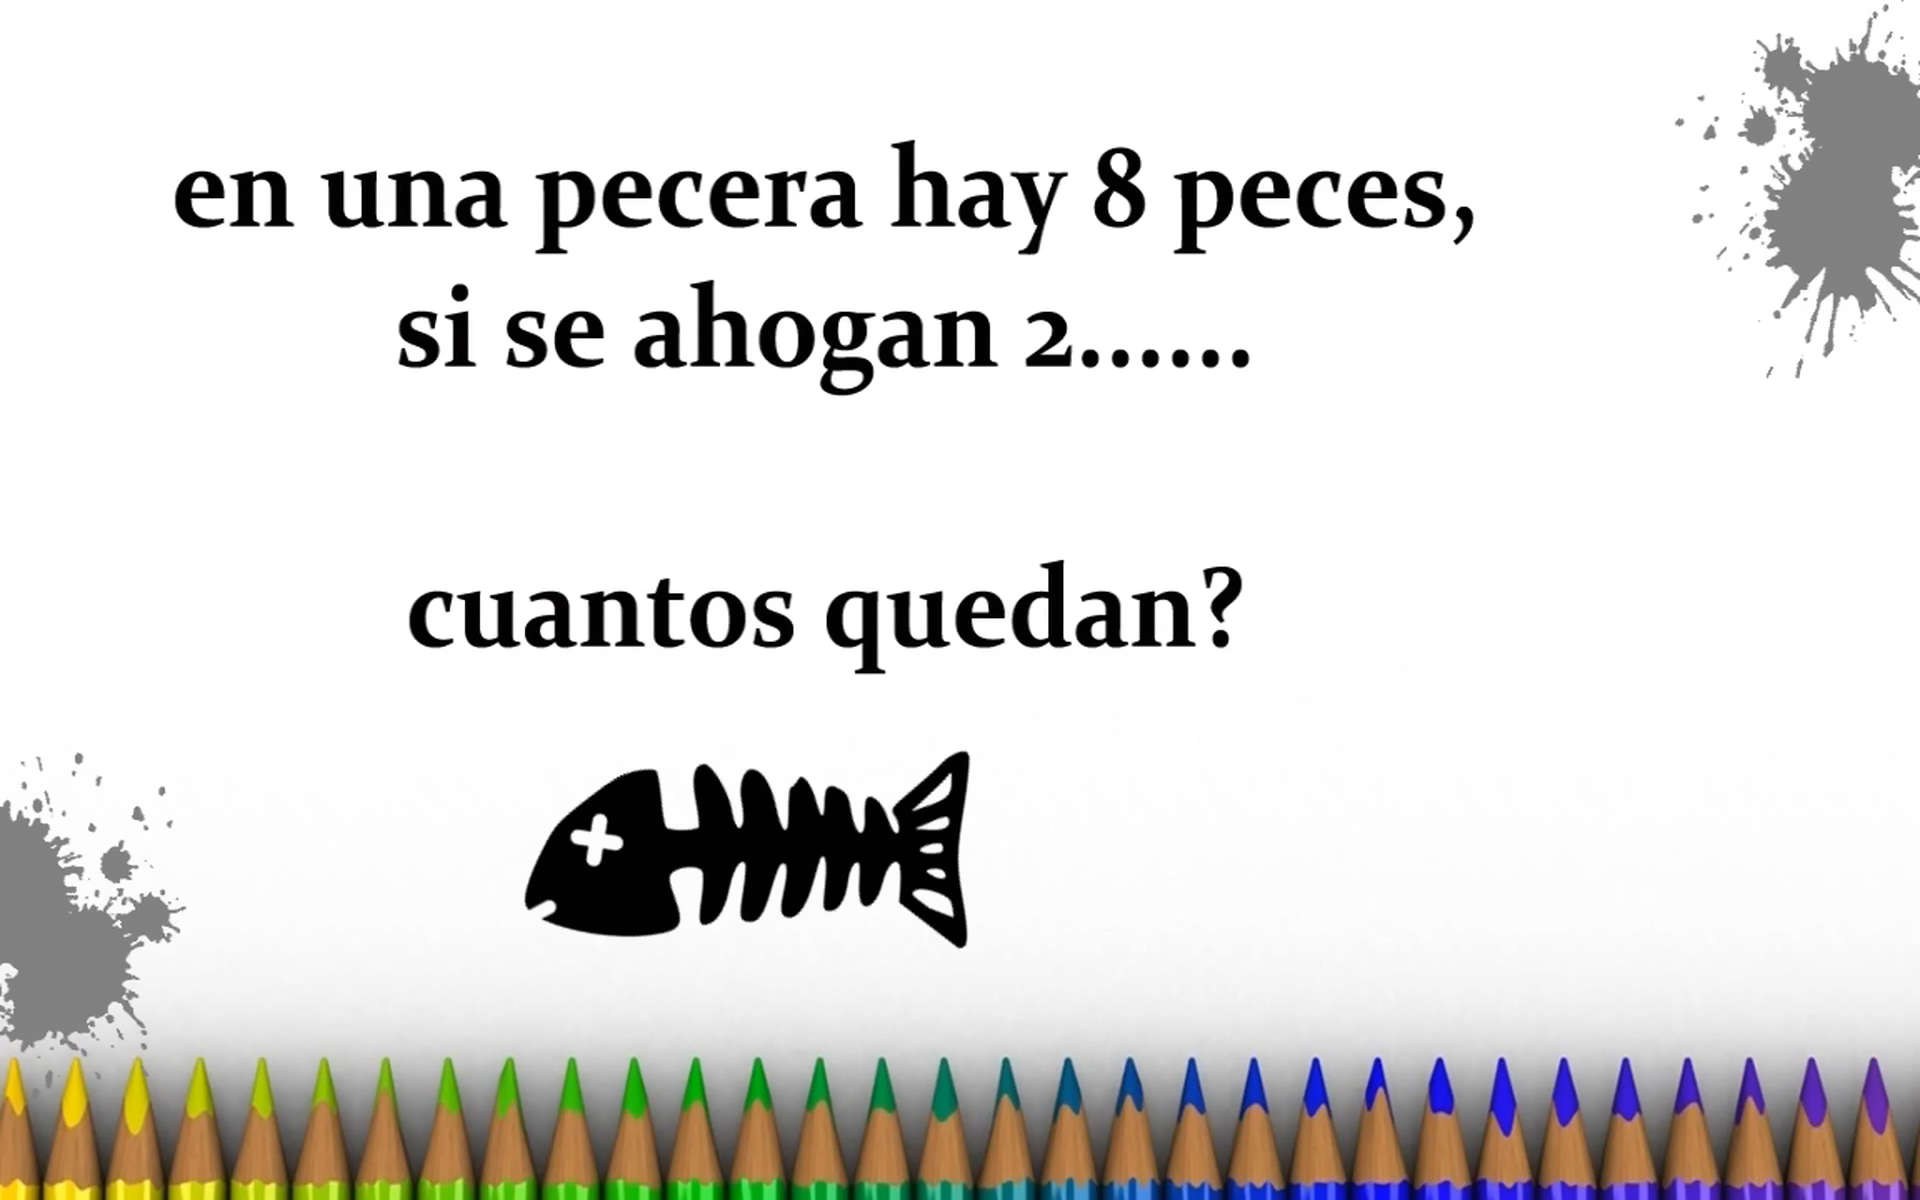 en una pecera hay 8 peces,
si se ahogan 2......
cuantos quedan?